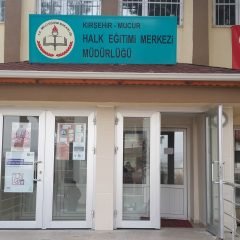 KIRŞEHİR - MUCUR
HALK EĞİTİMİ MERKEZİ
MÜDÜRLÜĞÜ